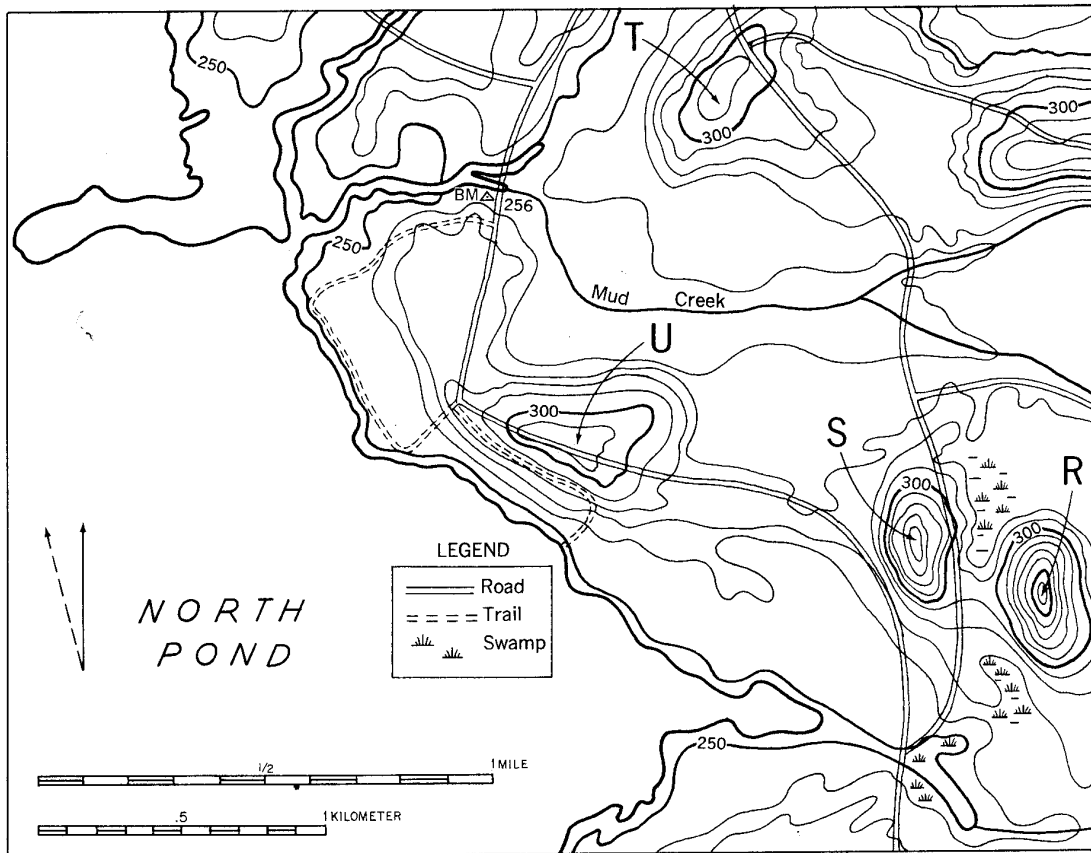 T
250
300
300
BM 256
250
Mud Creek
U
300
S
R
300
300
LEGEND
Road
Trail
Swamp
NORTH
POND
250
1/2
1 MILE
.5
1 KILOMETER